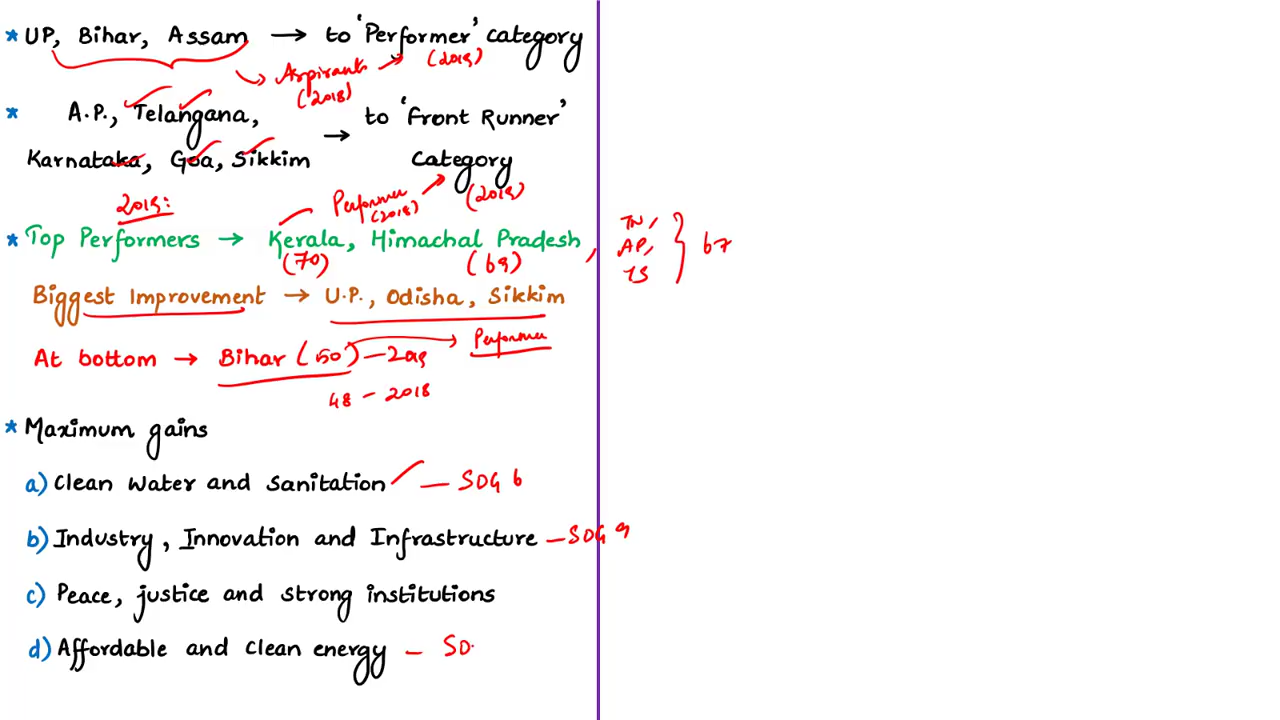 * UP, Bihar, Assam → to 'Performer' category
Aspirant → (2019)
(2018)
* A.P., Telangana,
Karnataka, Goa, Sikkim → to 'Front Runner'
Category
2019: Performer (2018) (2019)
* Top Performers → Kerala, Himachal Pradesh, TN, AP, TS } 67
(70) (69)
Biggest Improvement → U.P., Odisha, Sikkim
At bottom → Bihar (50) - 2019 → Performer
48 - 2018
* Maximum gains
a) Clean Water and sanitation ✓ - SDG 6
b) Industry, Innovation and Infrastructure - SDG 9
c) Peace, justice and strong institutions
d) Affordable and clean energy - SD